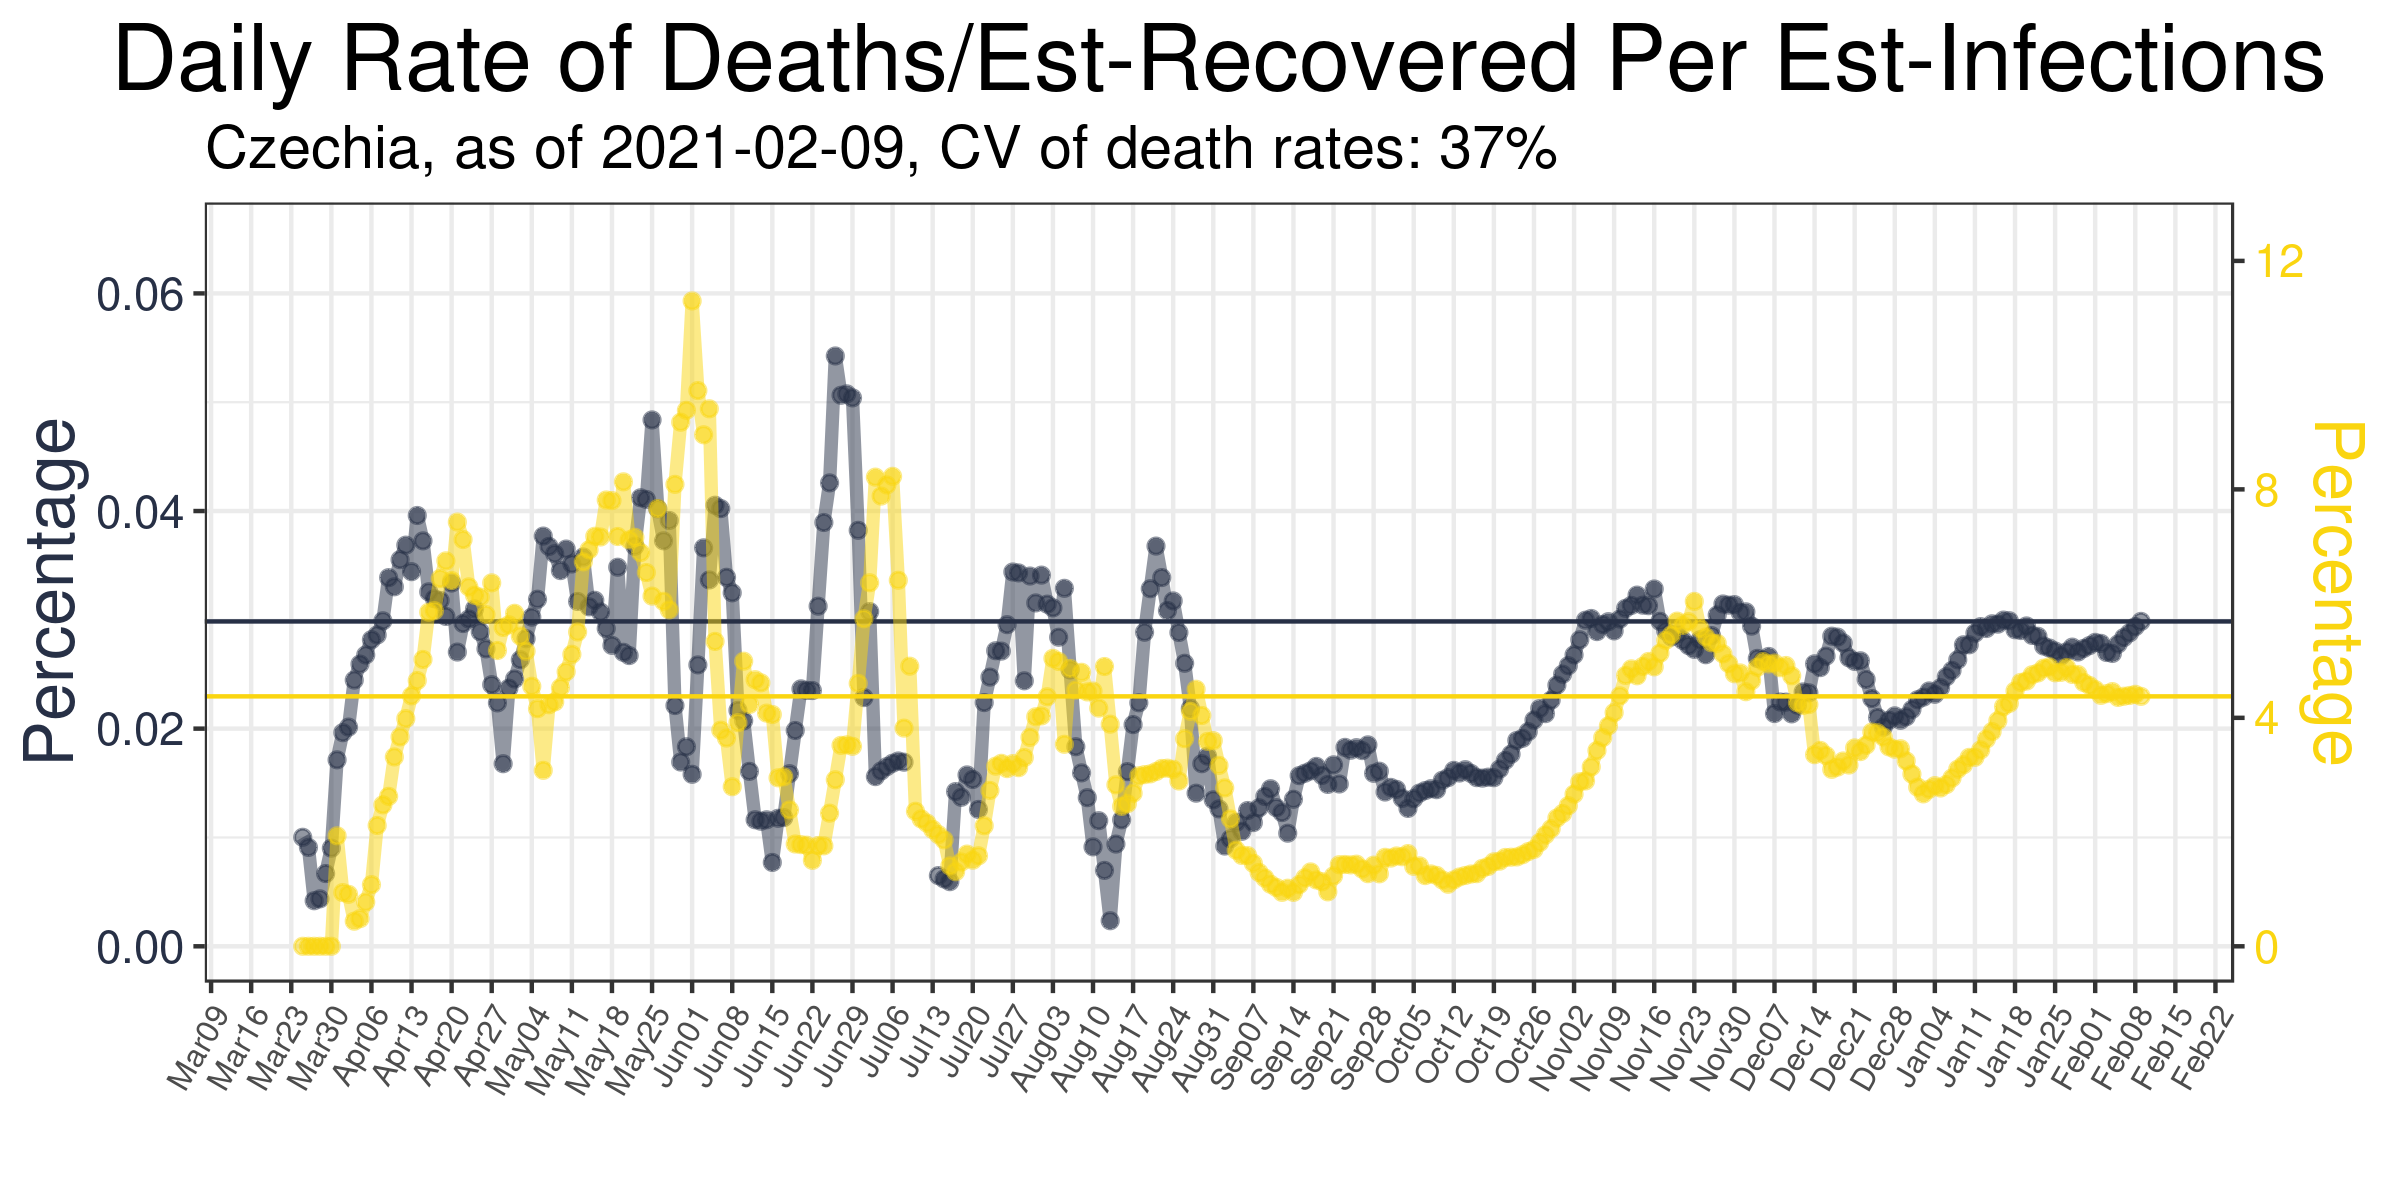 Daily Rate of Deaths/Est-Recovered Per Est-Infections
Czechia, as of 2021-02-09, CV of death rates: 37%
Percentage
0.06
0.04
0.02
0.00
12
8
4
0
Percentage
Mar09
Mar16
Mar23
Mar30
Apr06
Apr13
Apr20
Apr27
May04
May11
May18
May25
Jun01
Jun08
Jun15
Jun22
Jun29
Jul06
Jul13
Jul20
Jul27
Aug03
Aug10
Aug17
Aug24
Aug31
Sep07
Sep14
Sep21
Sep28
Oct05
Oct12
Oct19
Oct26
Nov02
Nov09
Nov16
Nov23
Nov30
Dec07
Dec14
Dec21
Dec28
Jan04
Jan11
Jan18
Jan25
Feb01
Feb08
Feb15
Feb22